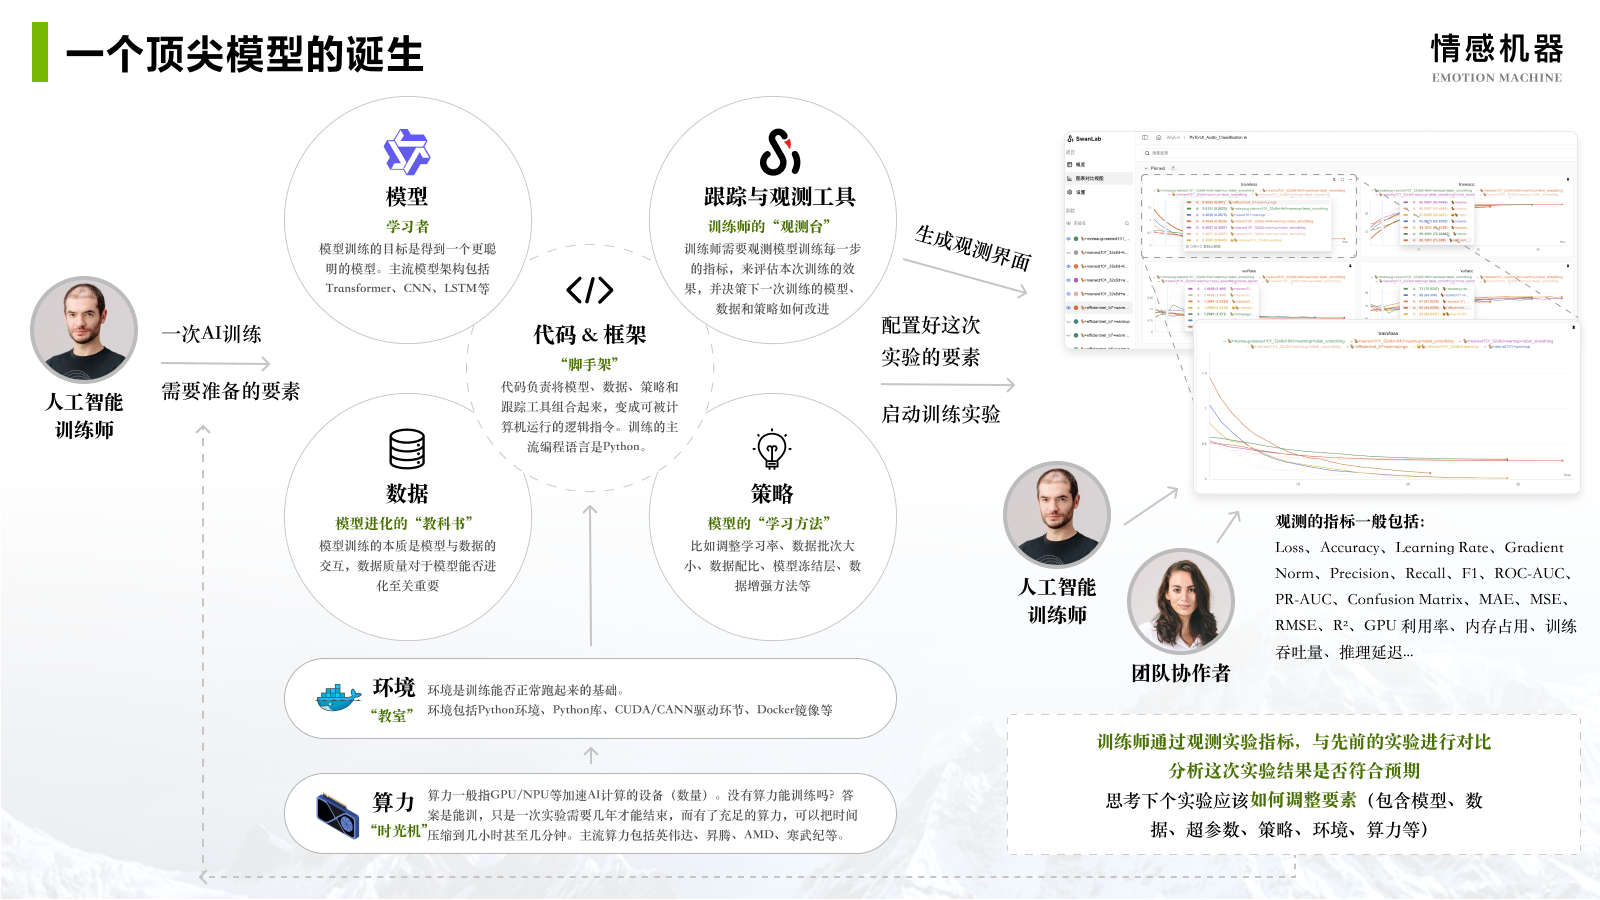 一个顶尖模型的诞生
情感机器
EMOTION MACHINE
模型
学习者
模型训练的目标是得到一个更聪
明的模型。主流模型架构包括
Transformer、CNN、LSTM等
跟踪与观测工具
训练师的“观测台”
训练师需要观测模型训练每一步
的指标，来评估本次训练的效
果，并决策下一次训练的模型、
数据和策略如何改进
代码 & 框架
“脚手架”
代码负责将模型、数据、策略和
跟踪工具组合起来，变成可被计
算机运行的逻辑指令。训练的主
流编程语言是Python。
人工智能
训练师
一次AI训练
需要准备的要素
数据
模型进化的“教科书”
模型训练的本质是模型与数据的
交互，数据质量对于模型能否进
化至关重要
策略
模型的“学习方法”
比如调整学习率、数据批次大
小、数据配比、模型冻结层、数
据增强方法等
环境
“教室”
环境是训练能否正常跑起来的基础。
环境包括Python环境、Python库、CUDA/CANN驱动环节、Docker镜像等
算力
“时光机”
算力一般指GPU/NPU等加速AI计算的设备（数量）。没有算力能训练吗？答
案是能训，只是一次实验需要几年才能结束，而有了充足的算力，可以把时间
压缩到几小时甚至几分钟。主流算力包括英伟达、昇腾、AMD、寒武纪等。
生成观测界面
配置好这次
实验的要素
启动训练实验
SwanLab
PyTorch_Audio_Classification
概览
图表对比视图
设置
Pinned
train/loss
人工智能
训练师
团队协作者
观测的指标一般包括：
Loss、Accuracy、Learning Rate、Gradient
Norm、Precision、Recall、F1、ROC-AUC、
PR-AUC、Confusion Matrix、MAE、MSE、
RMSE、R²、GPU 利用率、内存占用、训练
吞吐量、推理延迟...
训练师通过观测实验指标，与先前的实验进行对比
分析这次实验结果是否符合预期
思考下个实验应该如何调整要素（包含模型、数
据、超参数、策略、环境、算力等）